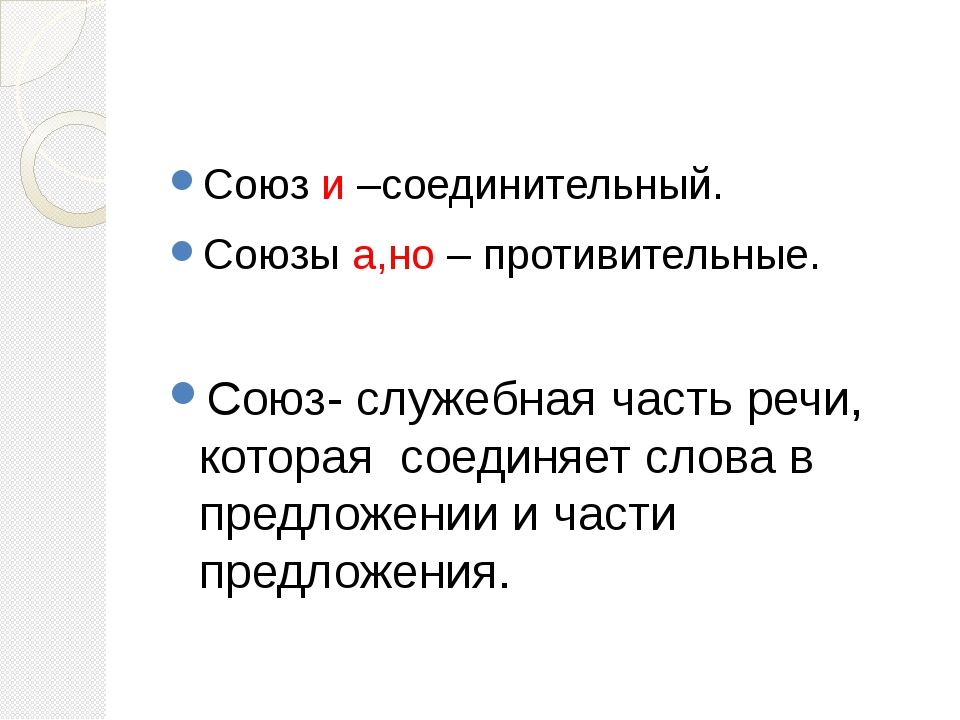 Союз и –соединительный.
Союзы а,но – противительные.
Союз- служебная часть речи,
которая  соединяет слова в
предложении и части
предложения.